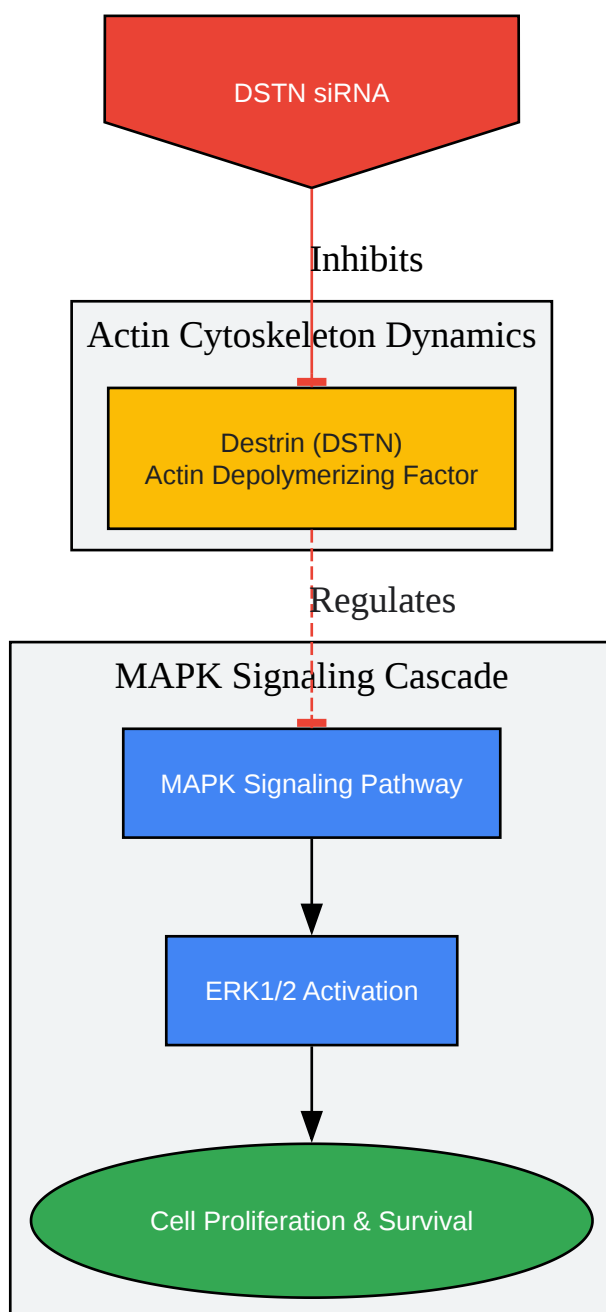 DSTN siRNA
Inhibits
Actin Cytoskeleton Dynamics
Destrin (DSTN)
Actin Depolymerizing Factor
Regulates
MAPK Signaling Cascade
MAPK Signaling Pathway
ERK1/2 Activation
Cell Proliferation & Survival